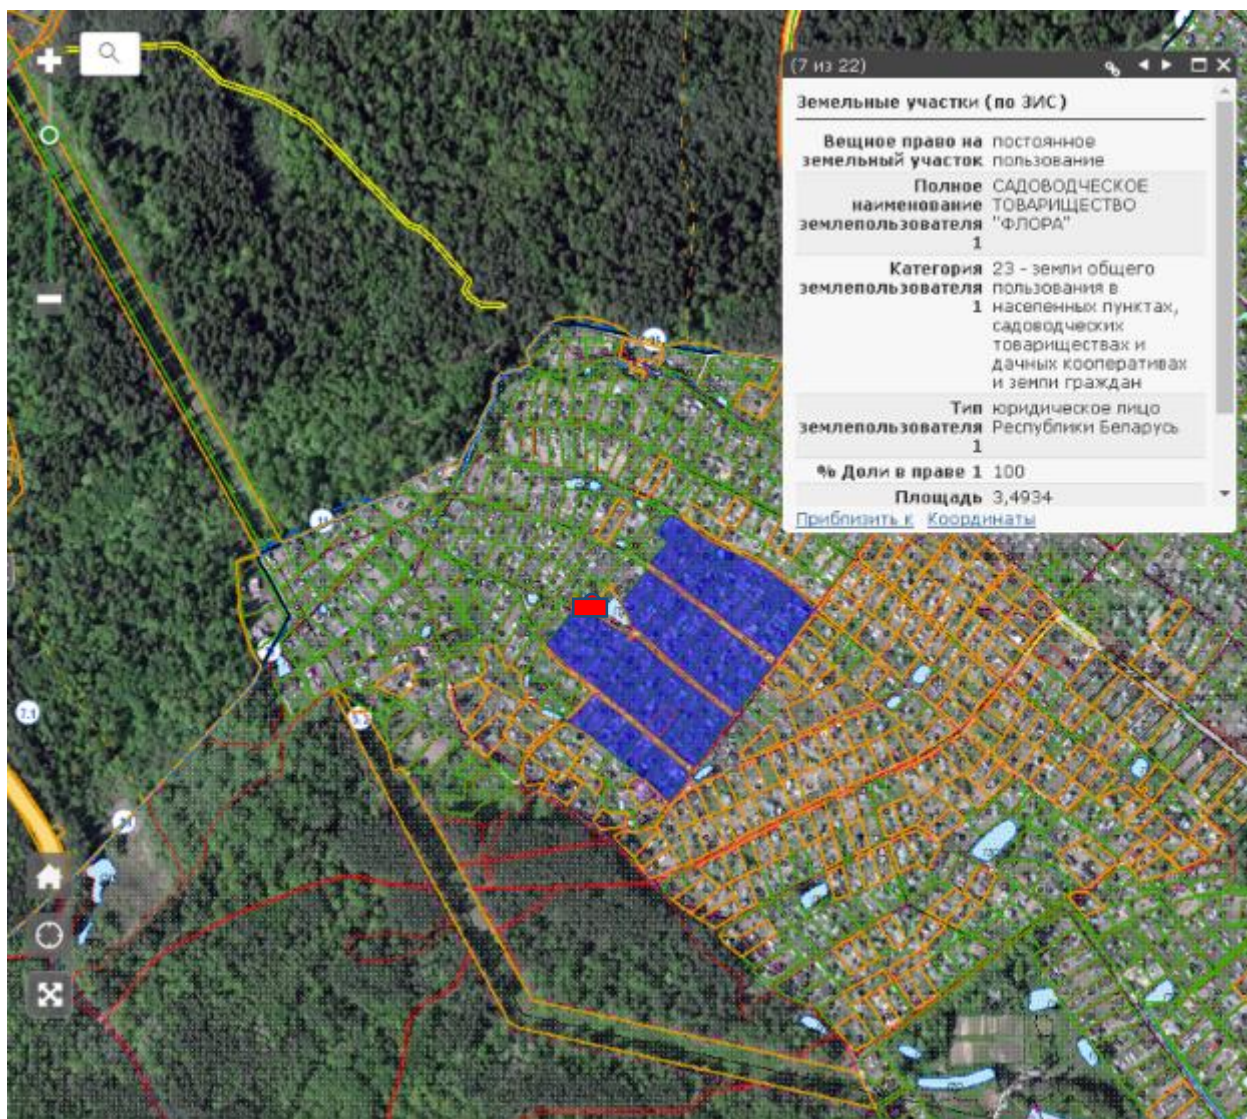 (7 из 22)
Земельные участки (по ЗИС)
Вещное право на земельный участок
постоянное пользование
Полное наименование землепользователя 1
САДОВОДЧЕСКОЕ ТОВАРИЩЕСТВО "ФЛОРА"
Категория землепользователя 1
23 - земли общего пользования в населенных пунктах, садоводческих товариществах и дачных кооперативах и земли граждан
Тип землепользователя 1
юридическое лицо Республики Беларусь
% Доли в праве 1 100
Площадь 3,4934
Приблизить к Координаты
7.1